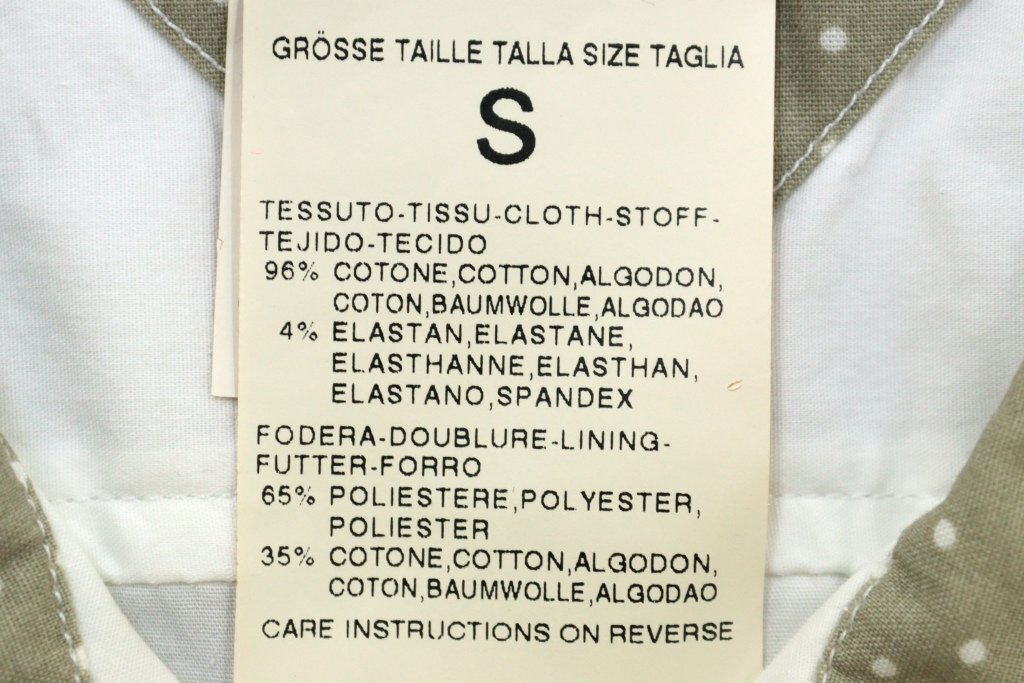 GRÖSSE TAILLE TALLA SIZE TAGLIA
S
TESSUTO-TISSU-CLOTH-STOFF-
TEJIDO-TECIDO
96% COTONE,COTTON,ALGODON,
COTON,BAUMWOLLE,ALGODAO
4% ELASTAN,ELASTANE,
ELASTHANNE,ELASTHAN,
ELASTANO,SPANDEX
FODERA-DOUBLURE-LINING-
FUTTER-FORRO
65% POLIESTERE,POLYESTER,
POLIESTER
35% COTONE,COTTON,ALGODON,
COTON,BAUMWOLLE,ALGODAO
CARE INSTRUCTIONS ON REVERSE